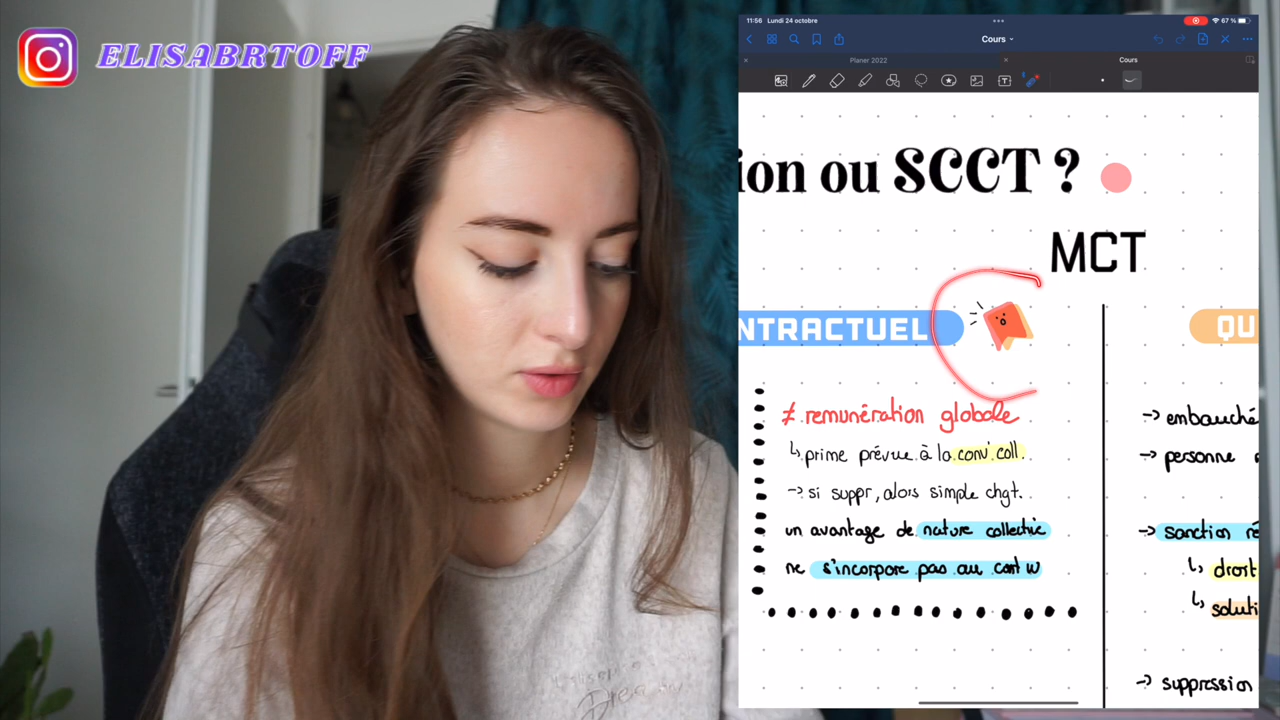 ELISABRTOFF
11:56 Lundi 24 octobre
67 %
Cours
Planer 2022
Cours
ion ou SCCT ?
MCT
NTRACTUEL
QU
≠ remunération globale
↳ prime prévue à la conv' coll.
→ si suppr, alors simple chgt.
un avantage de nature collective
ne s'incorpore pas au cont w
→ embauché
→ personne
→ sanction ré
↳ droit
↳ soluti
→ suppression